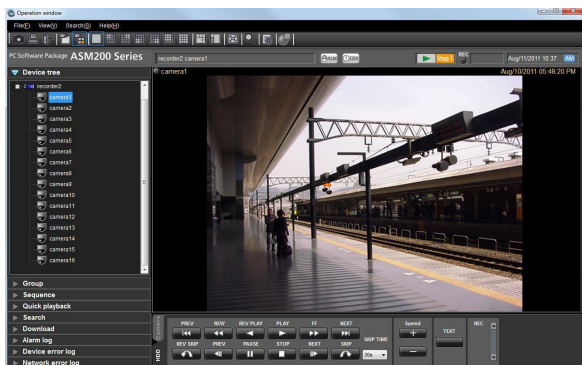 Operation window
File(F) View(V) Search(S) Help(H)
PC Software Package ASM200 Series
recorder2 camera1
ALM
Step 1
REC
Aug/11/2011 10:37 AM
Device tree
recorder2
camera1
camera2
camera3
camera4
camera5
camera6
camera7
camera8
camera9
camera10
camera11
camera12
camera13
camera14
camera15
camera16
camera1
Aug/10/2011 05:48:20 PM
Group
Sequence
Quick playback
Search
Download
Alarm log
Device error log
Network error log
Camera
HDD
PREV REW REV PLAY PLAY FF NEXT
REV SKIP PREV PAUSE STOP NEXT SKIP
SKIP TIME
30s
Speed
TEXT
REC